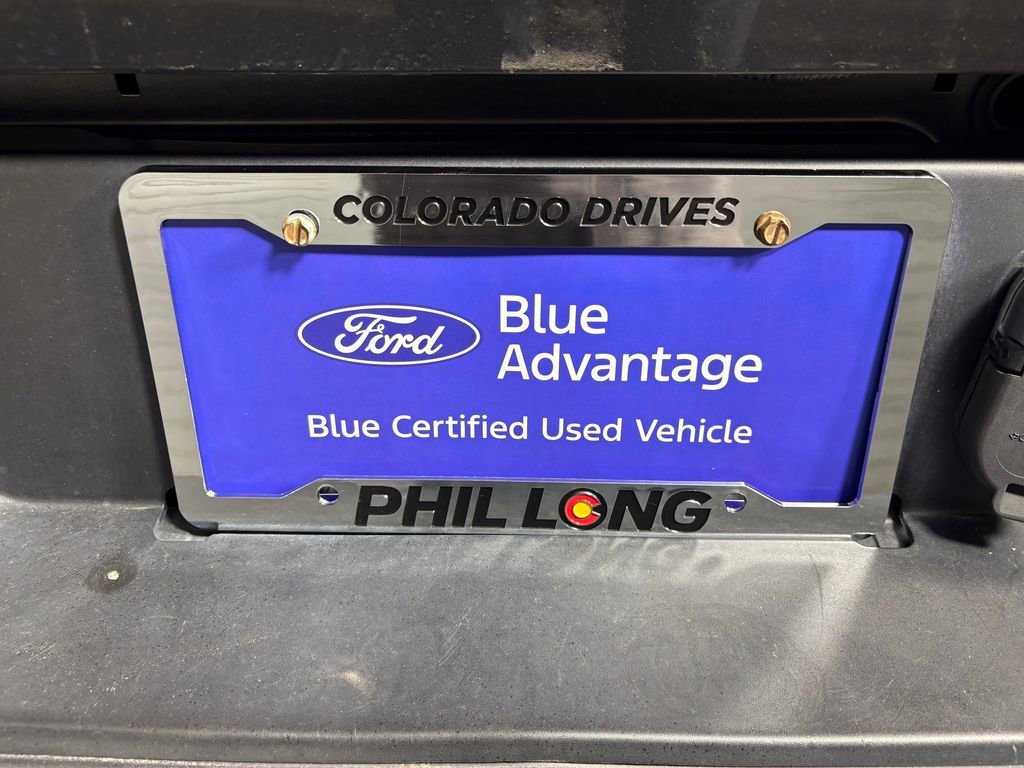 COLORADO DRIVES
Ford
Blue
Advantage
Blue Certified Used Vehicle
PHIL LONG